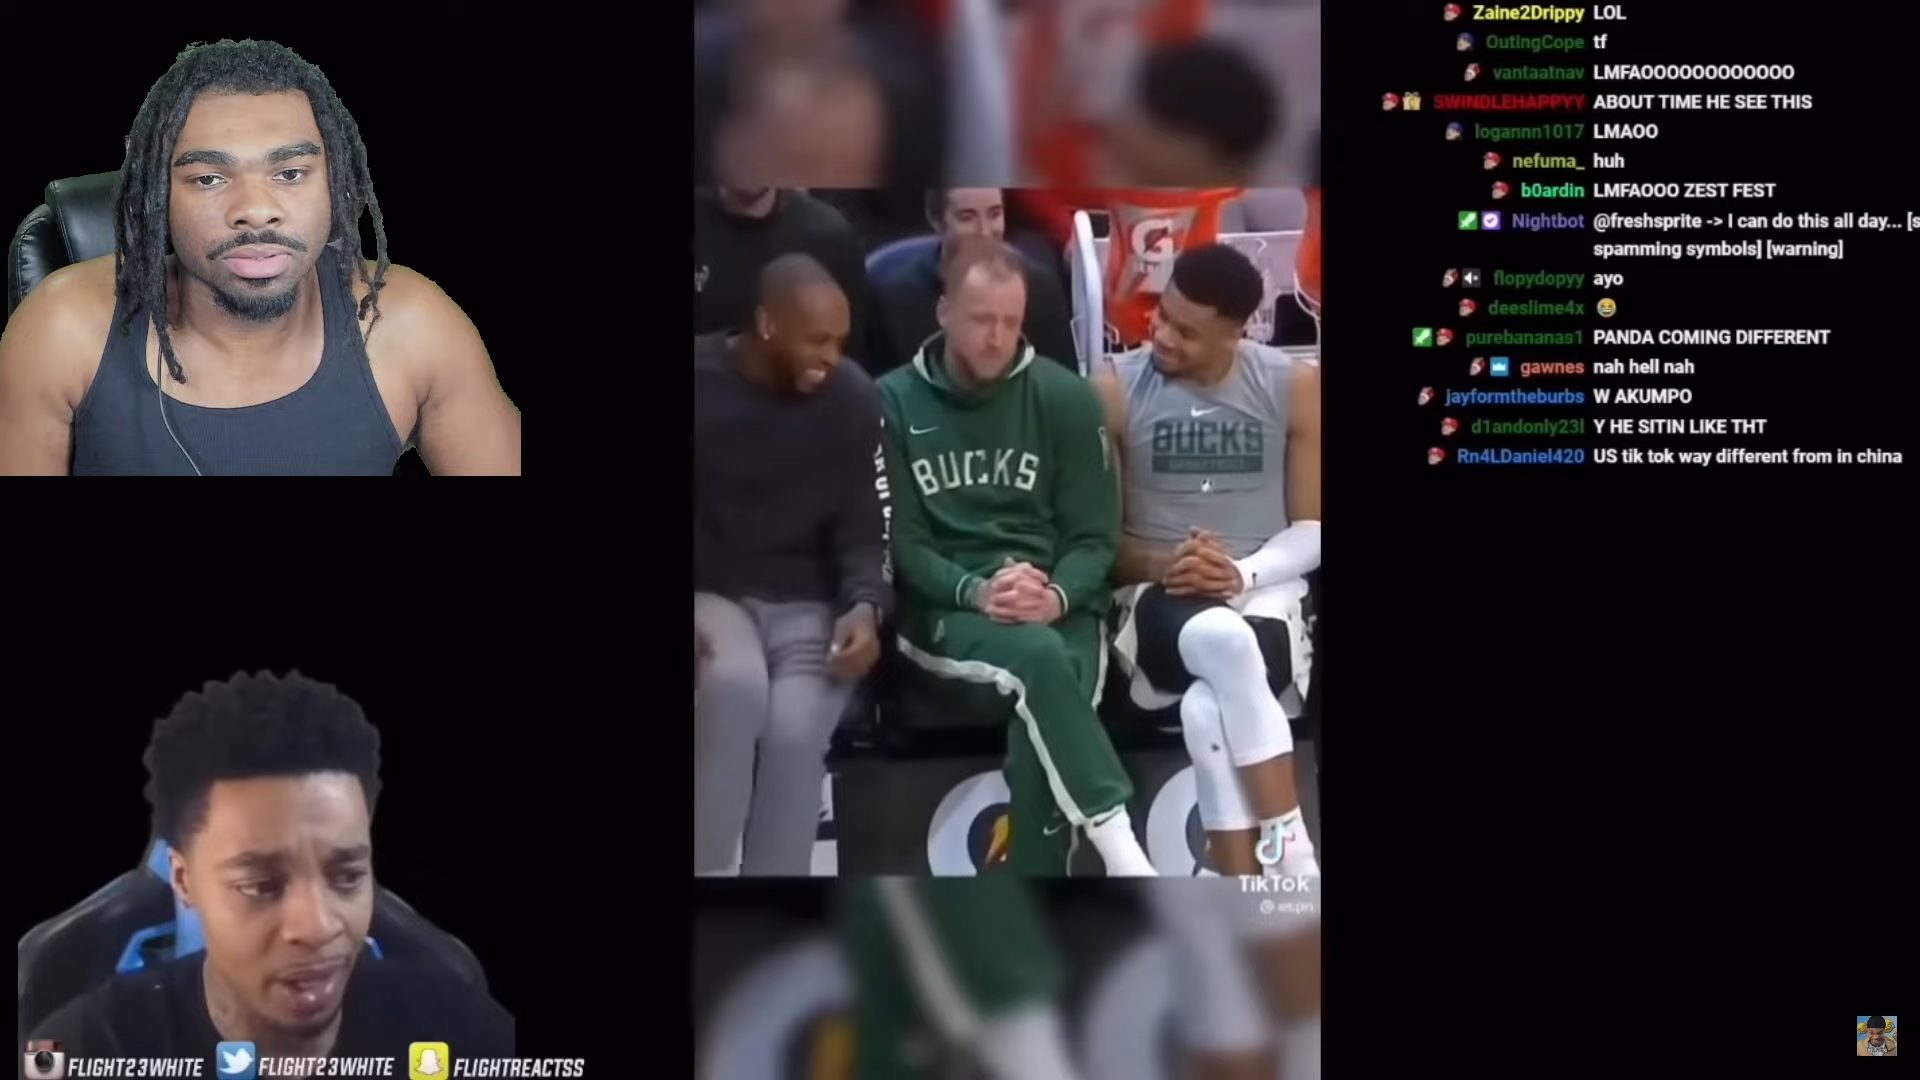 Zaine2Drippy LOL
OutIngCope tf
vantaatnav LMFAOOOOOOOOOOOO
SWINDLEHAPPYY ABOUT TIME HE SEE THIS
logannn1017 LMAOO
nefuma_ huh
b0ardin LMFAOOO ZEST FEST
Nightbot @freshsprite -> I can do this all day... [s
spamming symbols] [warning]
flopydopyy ayo
deeslime4x 😂
purebananas1 PANDA COMING DIFFERENT
gawnes nah hell nah
jayformtheburbs W AKUMPO
d1andonly23l Y HE SITIN LIKE THT
Rn4LDaniel420 US tik tok way different from in china
G
BUCKS
BUCKS
BASKETBALL
TikTok
@espn
FLIGHT23WHITE FLIGHT23WHITE FLIGHTREACTSS